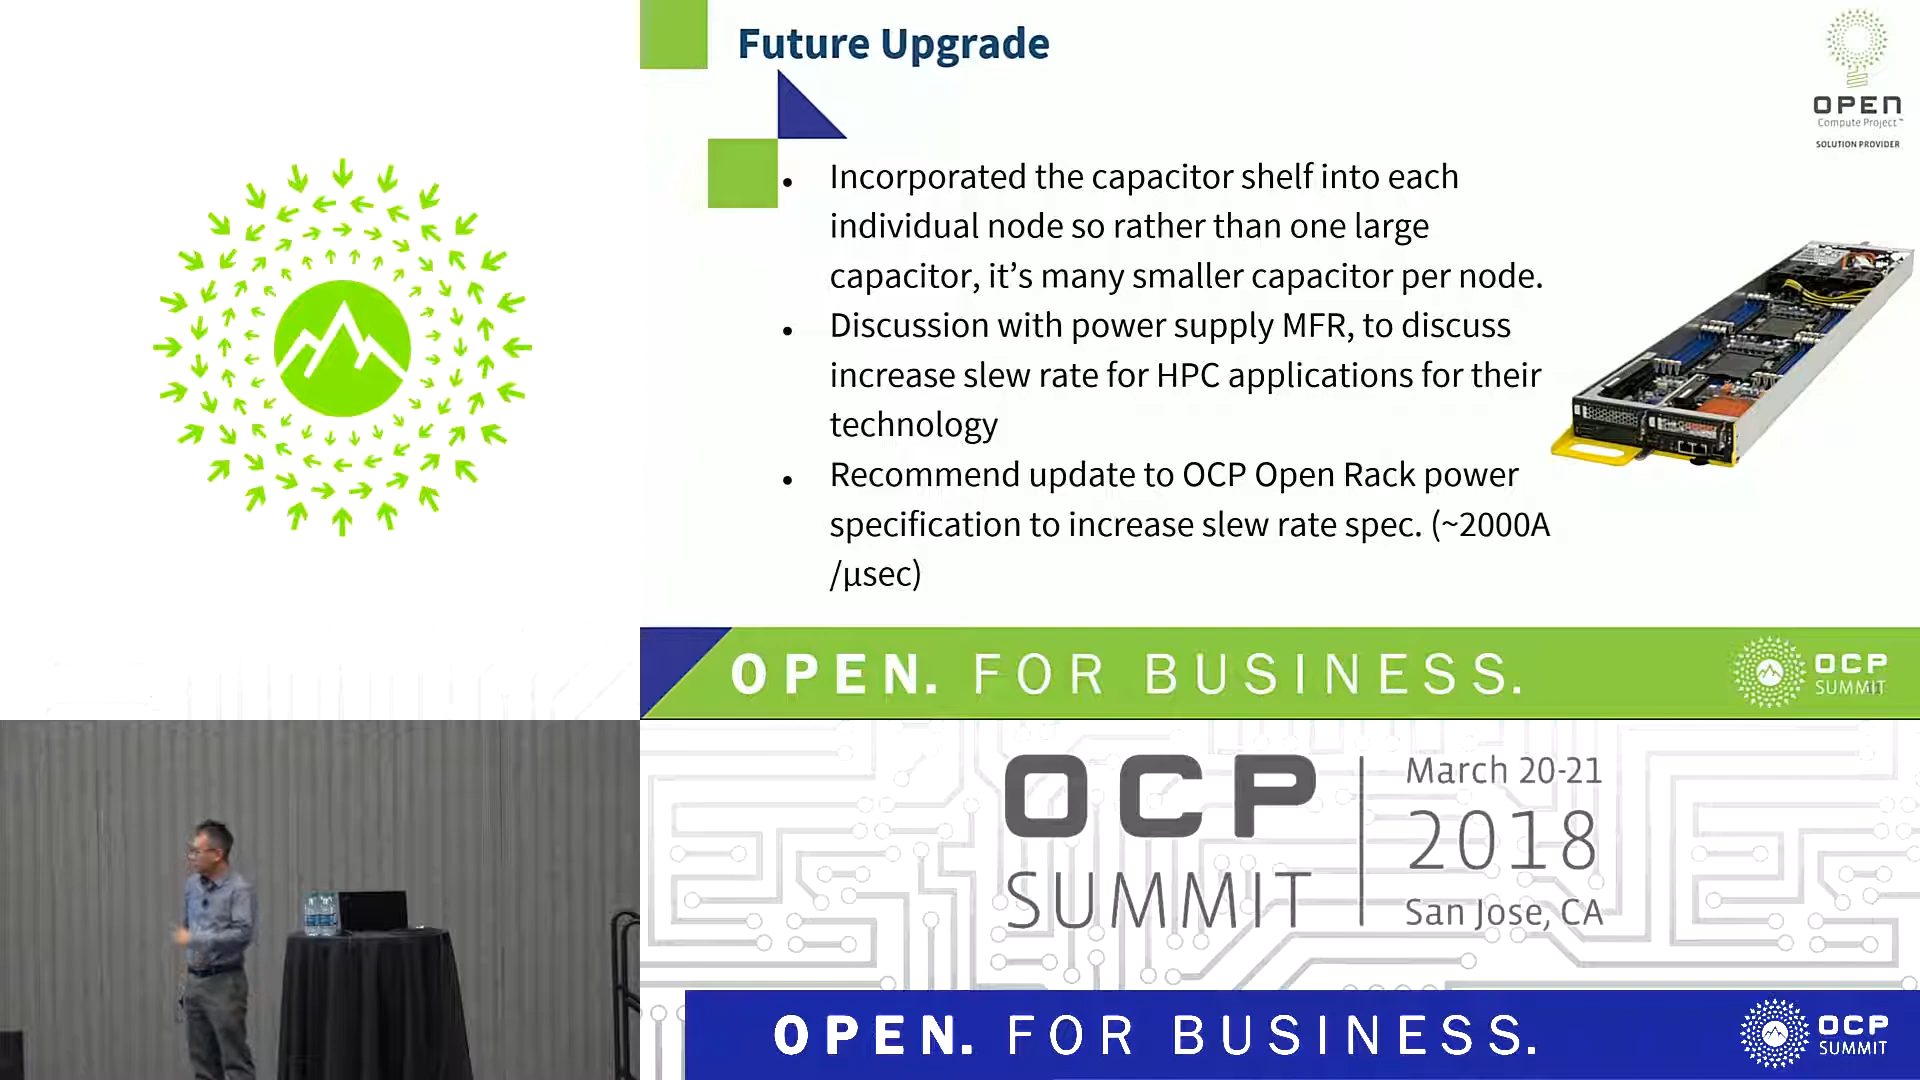 Future Upgrade
OPEN
Compute Project™
SOLUTION PROVIDER
• Incorporated the capacitor shelf into each
individual node so rather than one large
capacitor, it’s many smaller capacitor per node.
• Discussion with power supply MFR, to discuss
increase slew rate for HPC applications for their
technology
• Recommend update to OCP Open Rack power
specification to increase slew rate spec. (~2000A
/µsec)
OPEN. FOR BUSINESS.
OCP
SUMMIT
OCP
SUMMIT
March 20-21
2018
San Jose, CA
OPEN. FOR BUSINESS.
OCP
SUMMIT